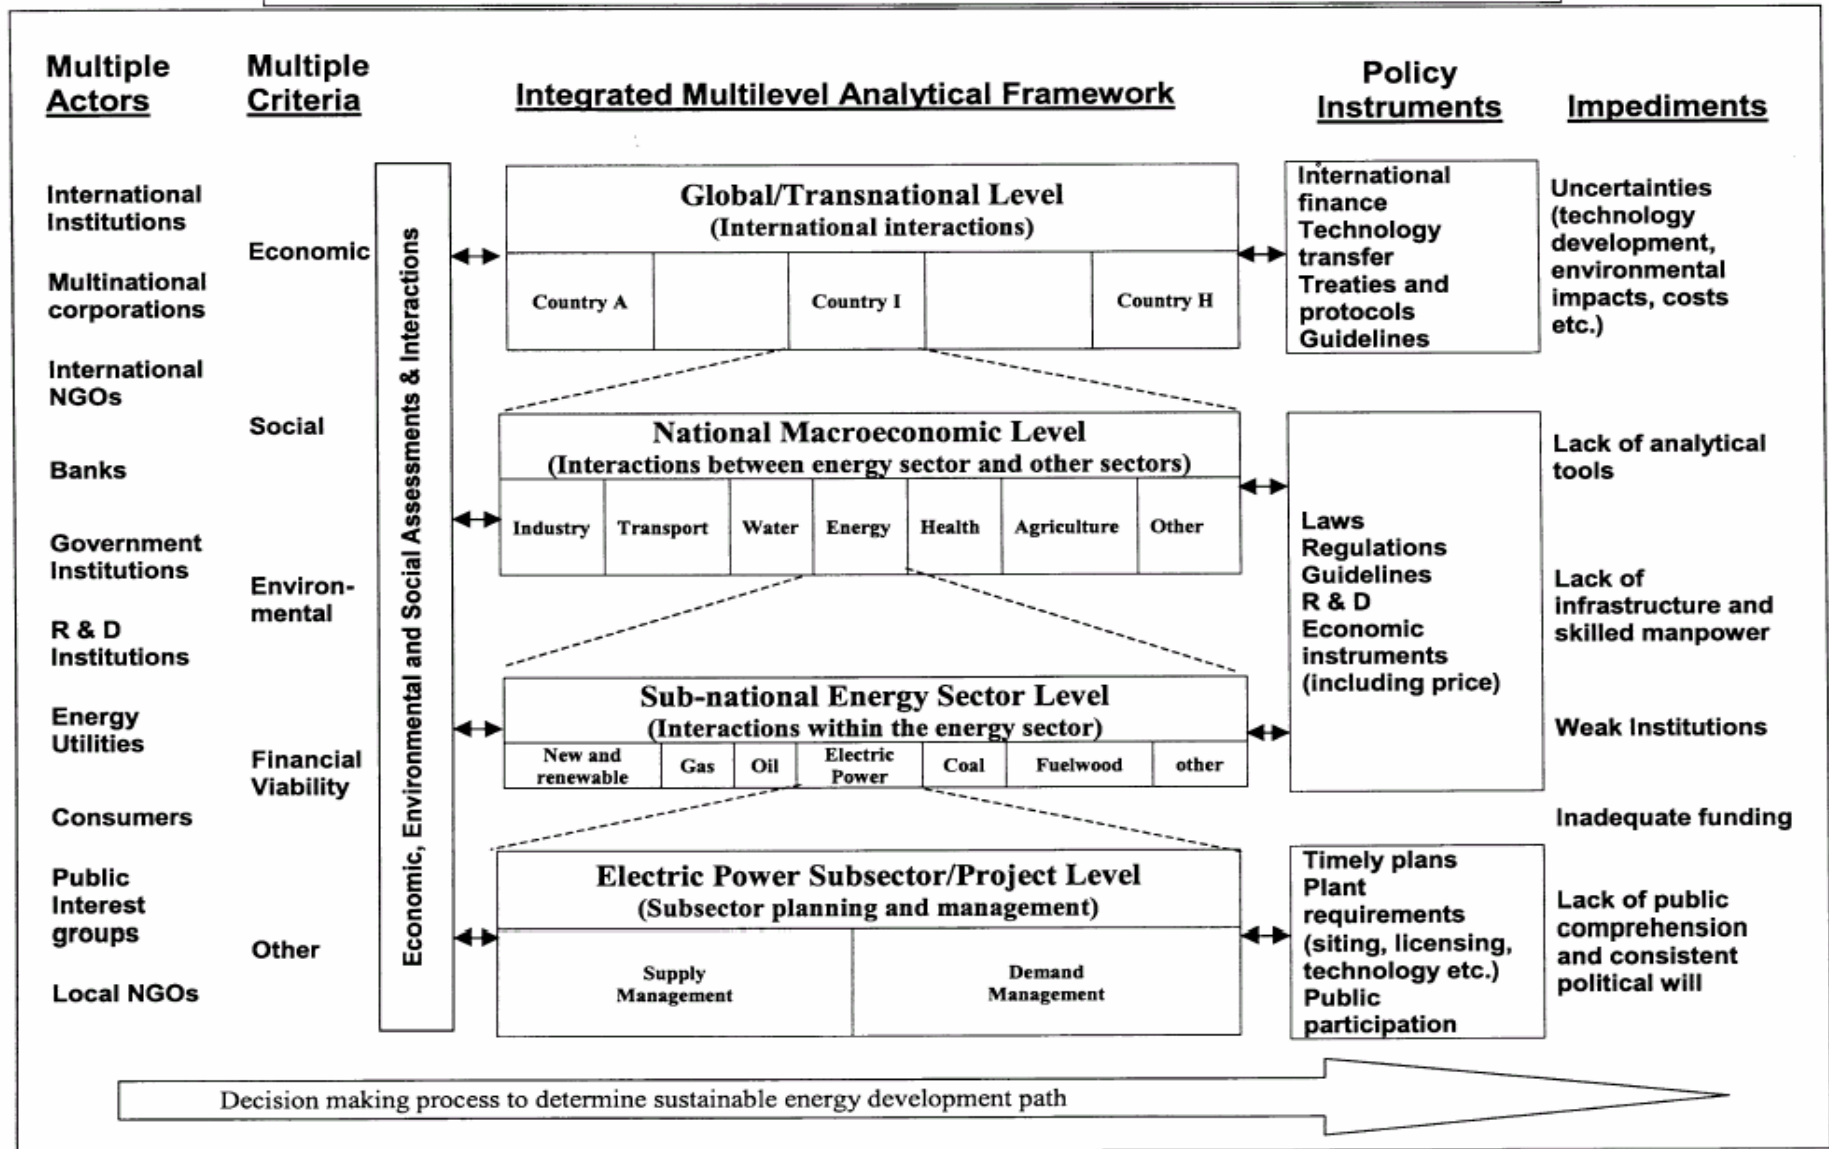 Multiple
Actors
International
Institutions
Multinational
corporations
International
NGOs
Banks
Government
Institutions
R & D
Institutions
Energy
Utilities
Consumers
Public
Interest
groups
Local NGOs
Multiple
Criteria
Economic
Social
Environ-
mental
Financial
Viability
Other
Economic, Environmental and Social Assessments & Interactions
Integrated Multilevel Analytical Framework
Global/Transnational Level
(International interactions)
Country A
Country I
Country H
National Macroeconomic Level
(Interactions between energy sector and other sectors)
Industry
Transport
Water
Energy
Health
Agriculture
Other
Sub-national Energy Sector Level
(Interactions within the energy sector)
New and
renewable
Gas
Oil
Electric
Power
Coal
Fuelwood
other
Electric Power Subsector/Project Level
(Subsector planning and management)
Supply
Management
Demand
Management
Policy
Instruments
International
finance
Technology
transfer
Treaties and
protocols
Guidelines
Laws
Regulations
Guidelines
R & D
Economic
instruments
(including price)
Timely plans
Plant
requirements
(siting, licensing,
technology etc.)
Public
participation
Impediments
Uncertainties
(technology
development,
environmental
impacts, costs
etc.)
Lack of analytical
tools
Lack of
infrastructure and
skilled manpower
Weak Institutions
Inadequate funding
Lack of public
comprehension
and consistent
political will
Decision making process to determine sustainable energy development path